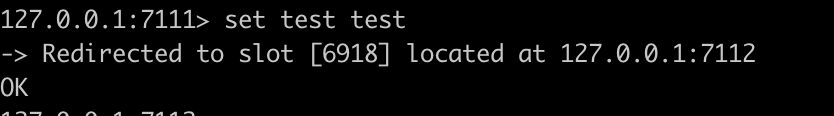 127.0.0.1:7111> set test test
-> Redirected to slot [6918] located at 127.0.0.1:7112
OK